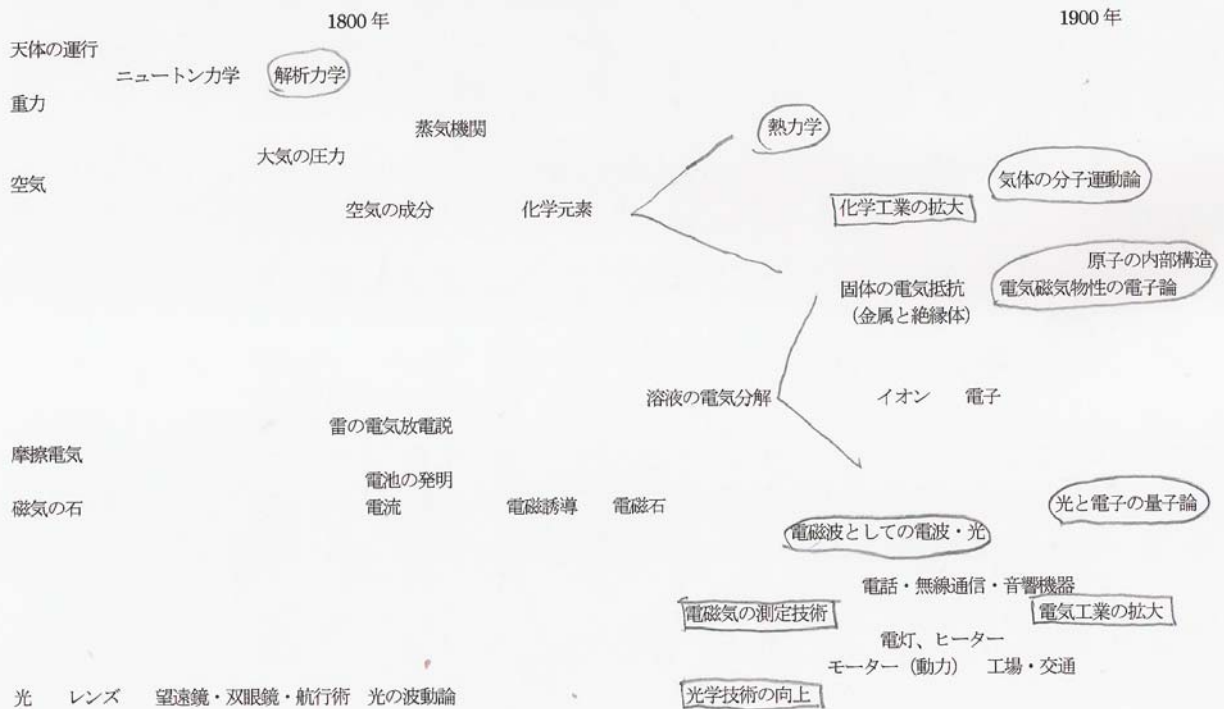 1800 年
1900 年
天体の運行
ニュートン力学 解析力学
重力
蒸気機関 熱力学
大気の圧力
空気 気体の分子運動論
空気の成分 化学元素 化学工業の拡大
原子の内部構造
固体の電気抵抗 電気磁気物性の電子論
(金属と絶縁体)
溶液の電気分解 イオン 電子
雷の電気放電説
摩擦電気
電池の発明
磁気の石 電流 電磁誘導 電磁石 光と電子の量子論
電磁波としての電波・光
電話・無線通信・音響機器
電磁気の測定技術 電気工業の拡大
電灯、ヒーター
モーター（動力） 工場・交通
光 レンズ 望遠鏡・双眼鏡・航行術 光の波動論 光学技術の向上